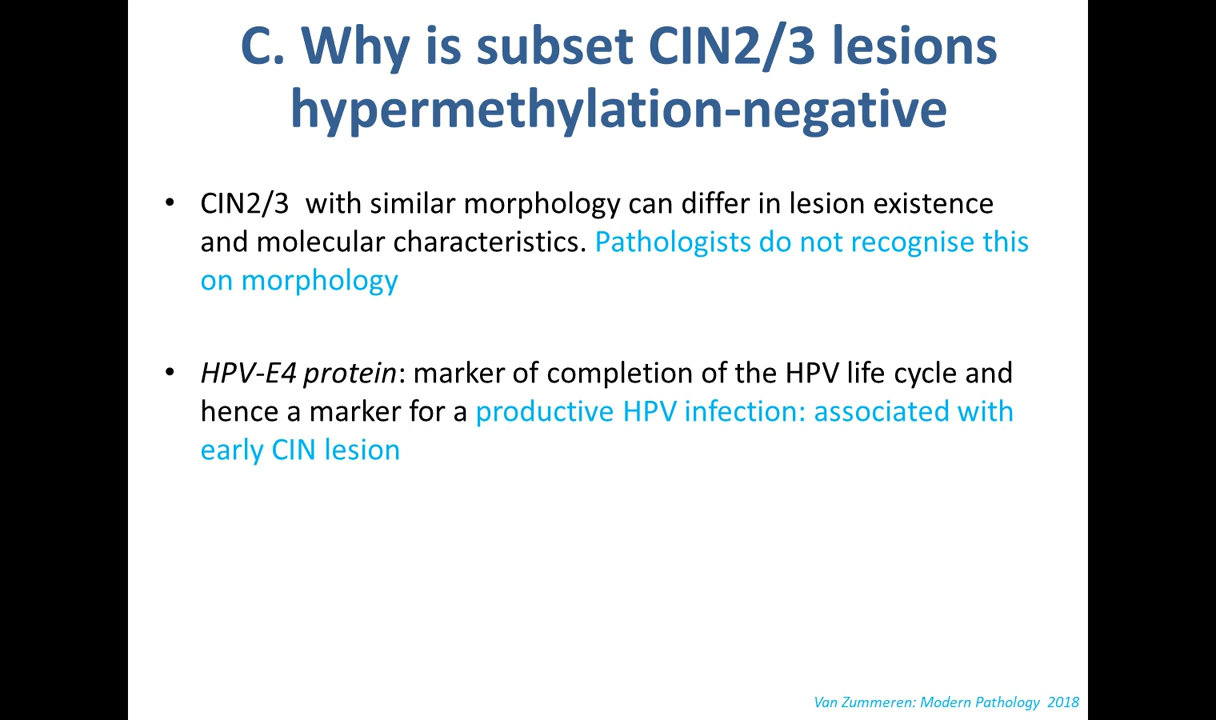 C. Why is subset CIN2/3 lesions
hypermethylation-negative
• CIN2/3  with similar morphology can differ in lesion existence
and molecular characteristics. Pathologists do not recognise this
on morphology
• HPV-E4 protein: marker of completion of the HPV life cycle and
hence a marker for a productive HPV infection: associated with
early CIN lesion
Van Zummeren: Modern Pathology  2018